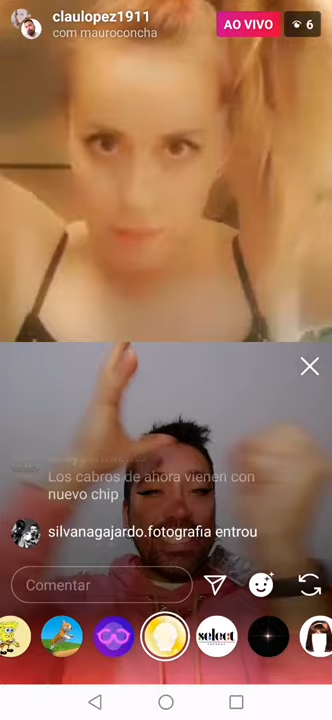 claulopez1911
com mauroconcha
AO VIVO
6
Los cabros de ahora vienen con
nuevo chip
silvanagajardo.fotografia entrou
Comentar
select